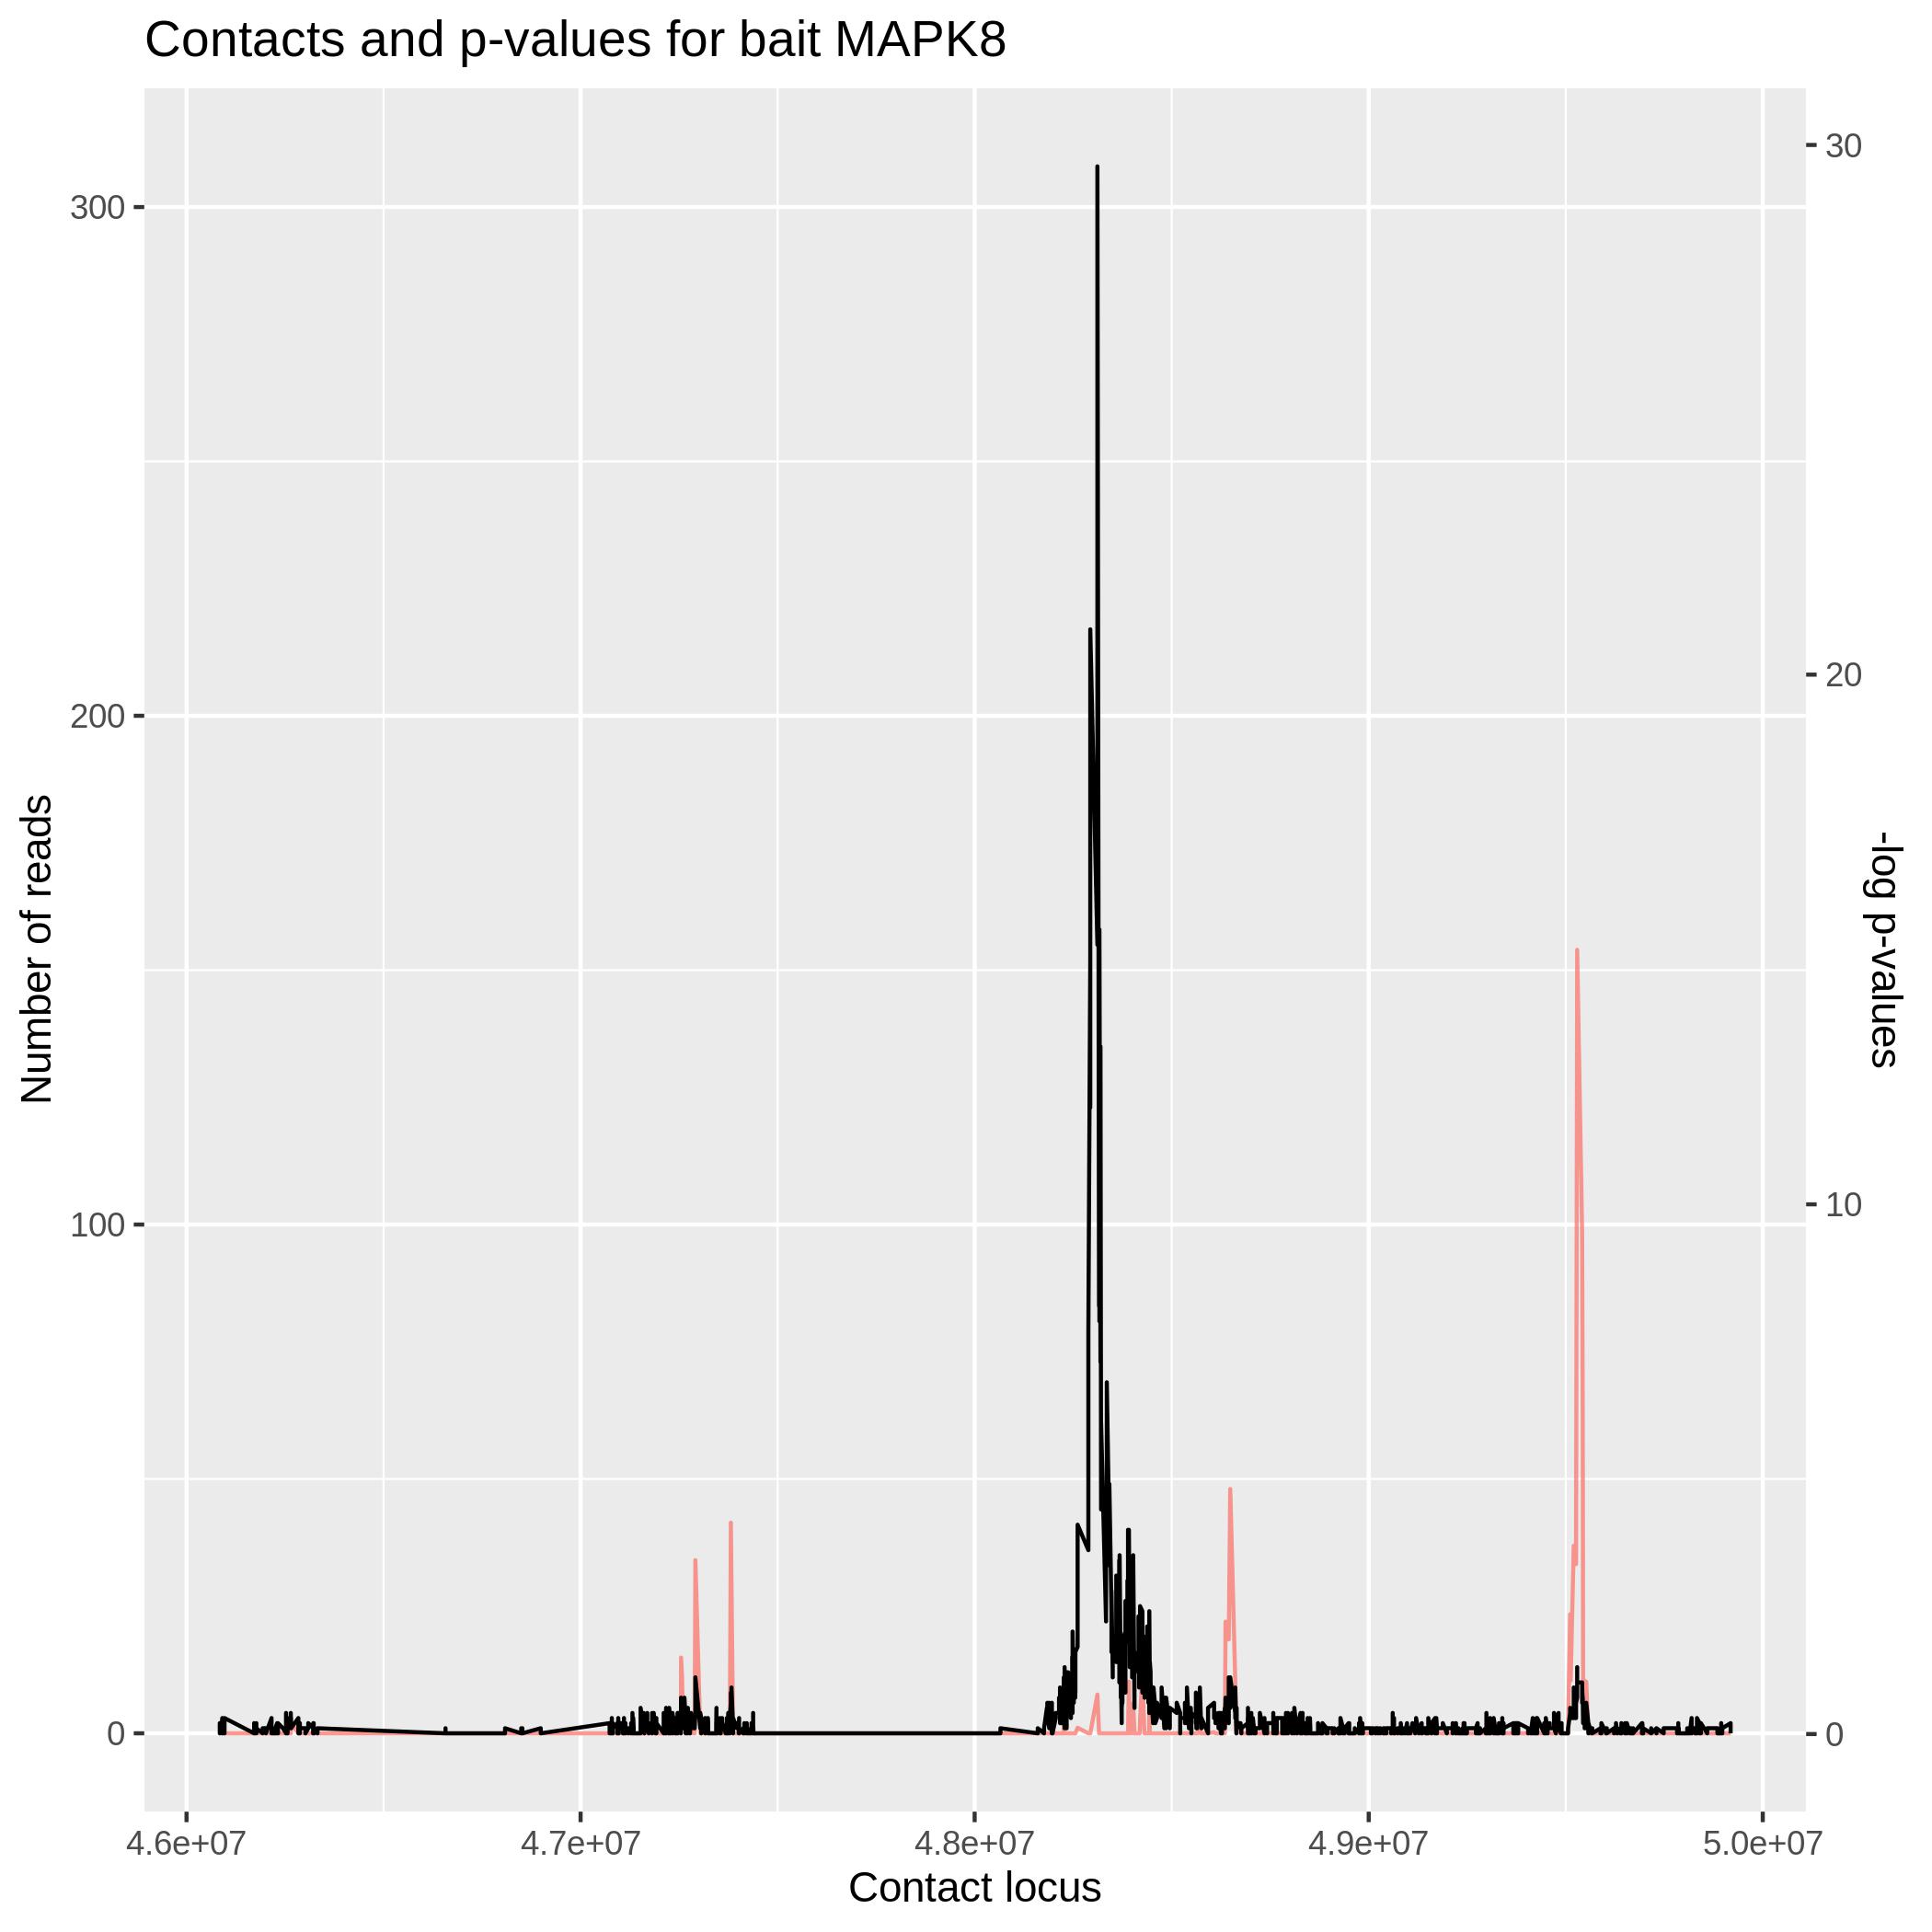 Contacts and p-values for bait MAPK8
300
200
100
0
30
20
10
0
Number of reads
-log p-values
4.6e+07 4.7e+07 4.8e+07 4.9e+07 5.0e+07
Contact locus